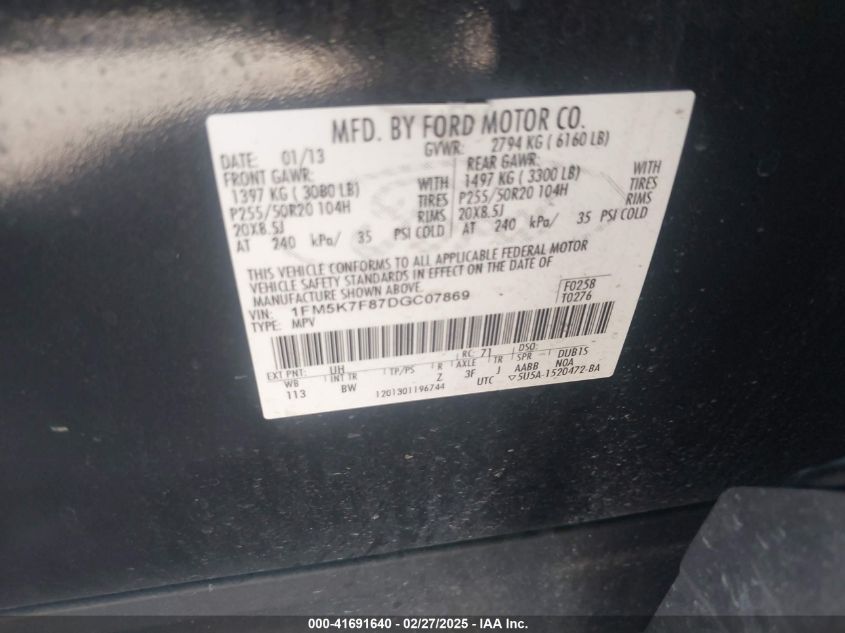 MFD. BY FORD MOTOR CO.
DATE: 01/13 GVWR: 2794 KG ( 6160 LB)
FRONT GAWR: REAR GAWR:
1397 KG ( 3080 LB) WITH 1497 KG ( 3300 LB) WITH
P255/50R20 104H TIRES P255/50R20 104H TIRES
20X8.5J RIMS 20X8.5J RIMS
AT 240 kPa/ 35 PSI COLD AT 240 kPa/ 35 PSI COLD
THIS VEHICLE CONFORMS TO ALL APPLICABLE FEDERAL MOTOR
VEHICLE SAFETY STANDARDS IN EFFECT ON THE DATE OF
MANUFACTURE SHOWN ABOVE.
VIN: 1FM5K7F87DGC07869 F0258
TYPE: MPV T0276
EXT PNT: UH RC: 71 DSO:
WB INT TR TP/PS R AXLE TR SPR DUB1S
113 BW Z 3F J AABB NOA
1201301196744 UTC ▽5U5A-1520472-BA
000-41691640 - 02/27/2025 - IAA Inc.